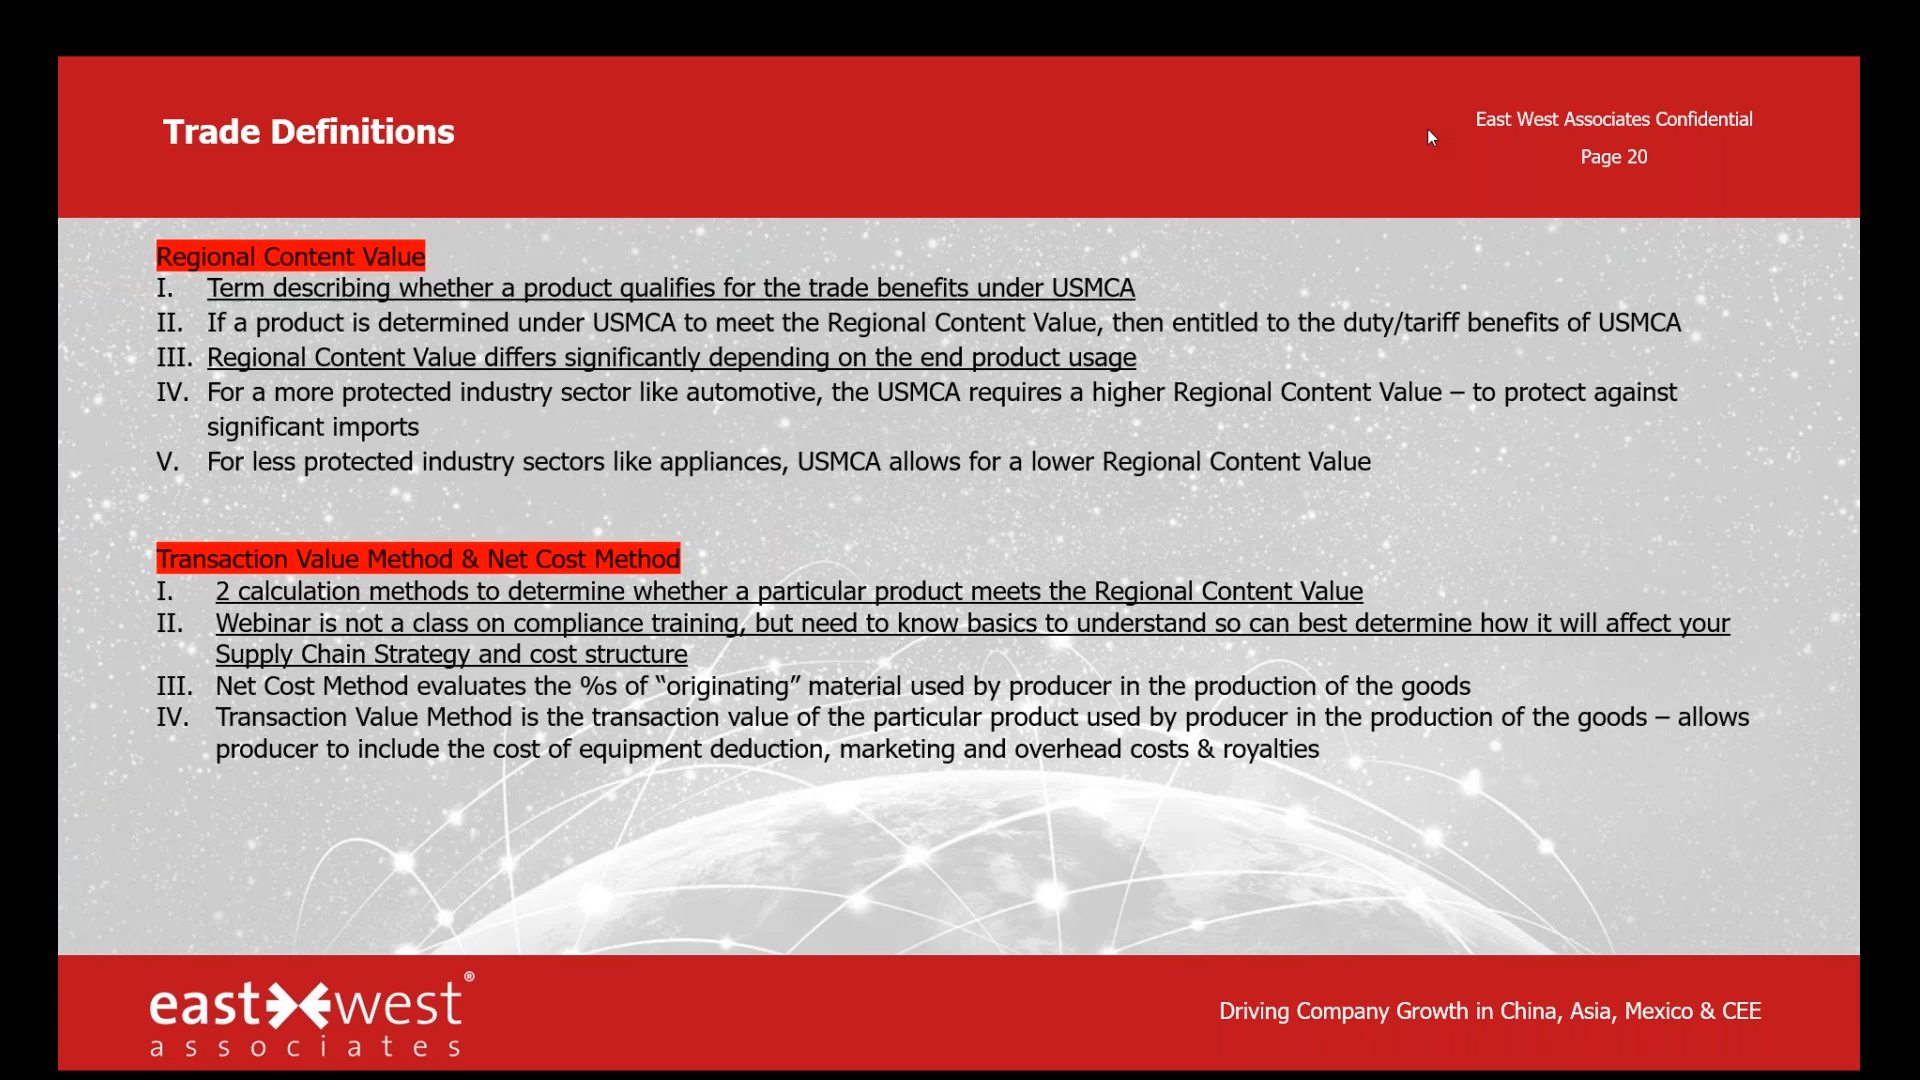 Trade Definitions
East West Associates Confidential
Page 20
Regional Content Value
I. Term describing whether a product qualifies for the trade benefits under USMCA
II. If a product is determined under USMCA to meet the Regional Content Value, then entitled to the duty/tariff benefits of USMCA
III. Regional Content Value differs significantly depending on the end product usage
IV. For a more protected industry sector like automotive, the USMCA requires a higher Regional Content Value – to protect against
significant imports
V. For less protected industry sectors like appliances, USMCA allows for a lower Regional Content Value
Transaction Value Method & Net Cost Method
I. 2 calculation methods to determine whether a particular product meets the Regional Content Value
II. Webinar is not a class on compliance training, but need to know basics to understand so can best determine how it will affect your
Supply Chain Strategy and cost structure
III. Net Cost Method evaluates the %s of “originating” material used by producer in the production of the goods
IV. Transaction Value Method is the transaction value of the particular product used by producer in the production of the goods – allows
producer to include the cost of equipment deduction, marketing and overhead costs & royalties
east west®
associates
Driving Company Growth in China, Asia, Mexico & CEE